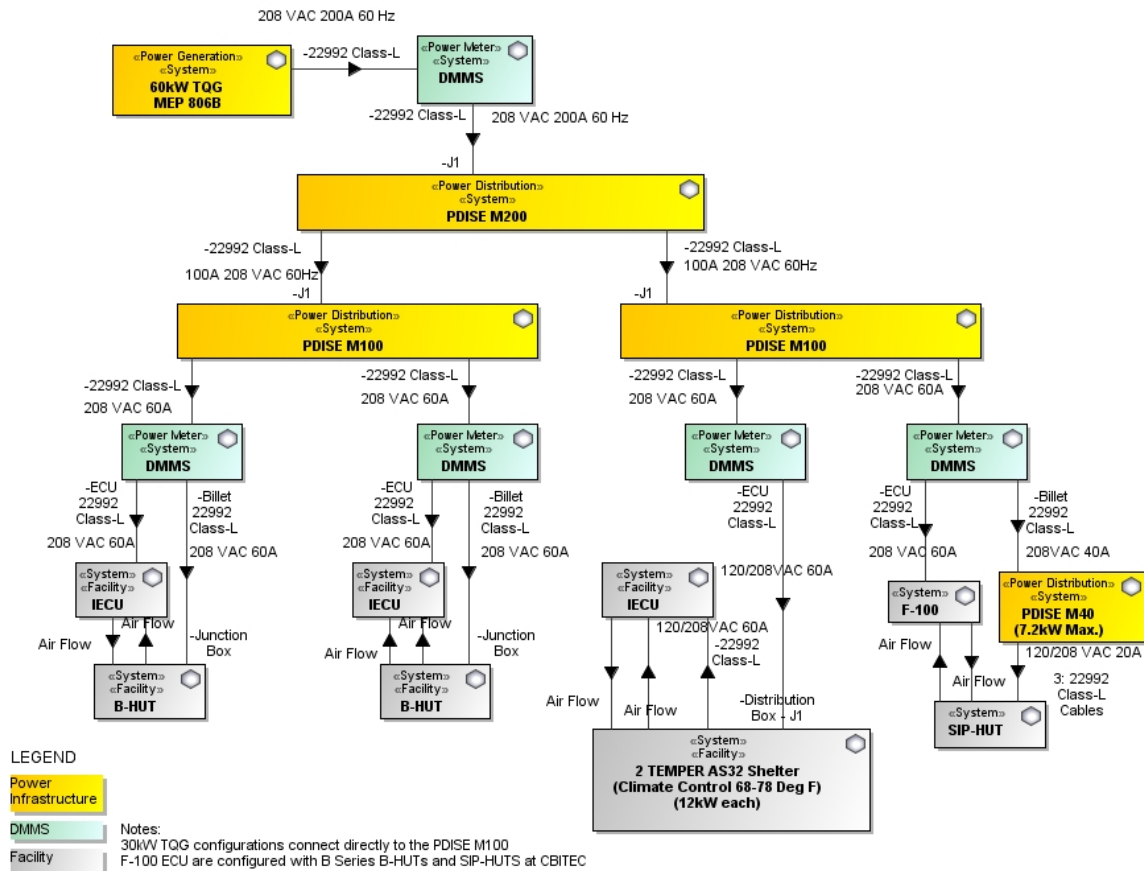 208 VAC 200A 60 Hz
«Power Generation»
«System»
60kW TQG
MEP 806B
-22992 Class-L
«Power Meter»
«System»
DMMS
-22992 Class-L
208 VAC 200A 60 Hz
-J1
«Power Distribution»
«System»
PDISE M200
-22992 Class-L
100A 208 VAC 60Hz
-J1
-22992 Class-L
100A 208 VAC 60Hz
-J1
«Power Distribution»
«System»
PDISE M100
«Power Distribution»
«System»
PDISE M100
-22992 Class-L
208 VAC 60A
-22992 Class-L
208 VAC 60A
-22992 Class-L
208 VAC 60A
-22992 Class-L
208 VAC 60A
«Power Meter»
«System»
DMMS
«Power Meter»
«System»
DMMS
«Power Meter»
«System»
DMMS
«Power Meter»
«System»
DMMS
-ECU
22992
Class-L
208 VAC 60A
-Billet
22992
Class-L
208 VAC 60A
-ECU
22992
Class-L
208 VAC 60A
-Billet
22992
Class-L
208 VAC 60A
-ECU
22992
Class-L
120/208VAC 60A
-ECU
22992
Class-L
208 VAC 60A
-Billet
22992
Class-L
208VAC 40A
«System»
«Facility»
IECU
«System»
«Facility»
IECU
«System»
«Facility»
IECU
«System»
F-100
«Power Distribution»
«System»
PDISE M40
(7.2kW Max.)
Air Flow
Air Flow
-Junction
Box
Air Flow
Air Flow
-Junction
Box
120/208VAC 60A
-22992
Class-L
Air Flow
Air Flow
-Distribution
Box - J1
Air Flow
Air Flow
120/208 VAC 20A
3: 22992
Class-L
Cables
«System»
«Facility»
B-HUT
«System»
«Facility»
B-HUT
«System»
«Facility»
2 TEMPER AS32 Shelter
(Climate Control 68-78 Deg F)
(12kW each)
«System»
SIP-HUT
LEGEND
Power
Infrastructure
DMMS
Facility
Notes:
30kW TQG configurations connect directly to the PDISE M100
F-100 ECU are configured with B Series B-HUTs and SIP-HUTS at CBITEC